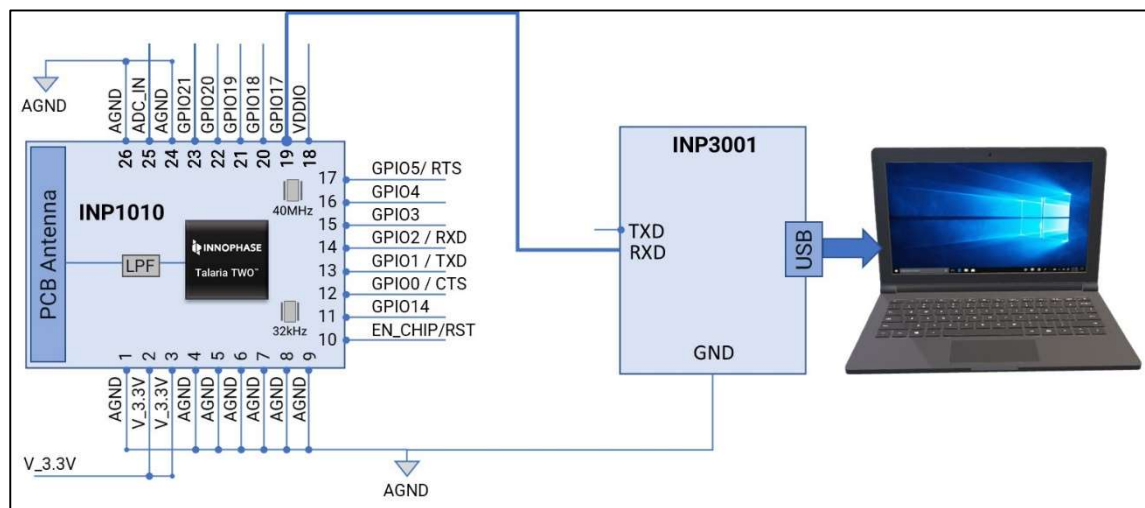 AGND
AGND
ADC_IN
AGND
GPIO21
GPIO20
GPIO19
GPIO18
GPIO17
VDDIO
26
25
24
23
22
21
20
19
18
PCB Antenna
INP1010
40MHz
LPF
INNOPHASE
Talaria TWO™
32kHz
17 GPIO5/ RTS
16 GPIO4
15 GPIO3
14 GPIO2 / RXD
13 GPIO1 / TXD
12 GPIO0 / CTS
11 GPIO14
10 EN_CHIP/RST
1
2
3
4
5
6
7
8
9
AGND
V_3.3V
V_3.3V
AGND
AGND
AGND
AGND
AGND
AGND
V_3.3V
AGND
INP3001
TXD
RXD
USB
GND